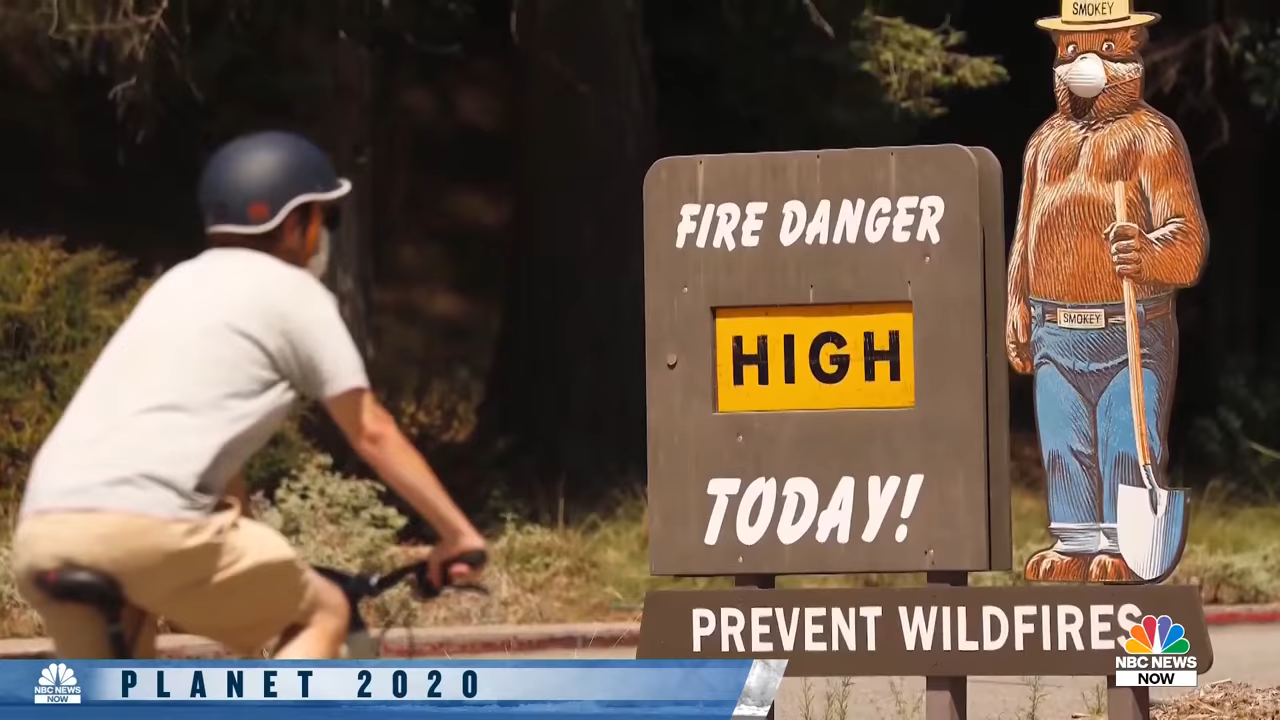 SMOKEY
FIRE DANGER
HIGH
SMOKEY
TODAY!
PREVENT WILDFIRES
NBC NEWS
NOW
PLANET 2020
NBC NEWS
NOW